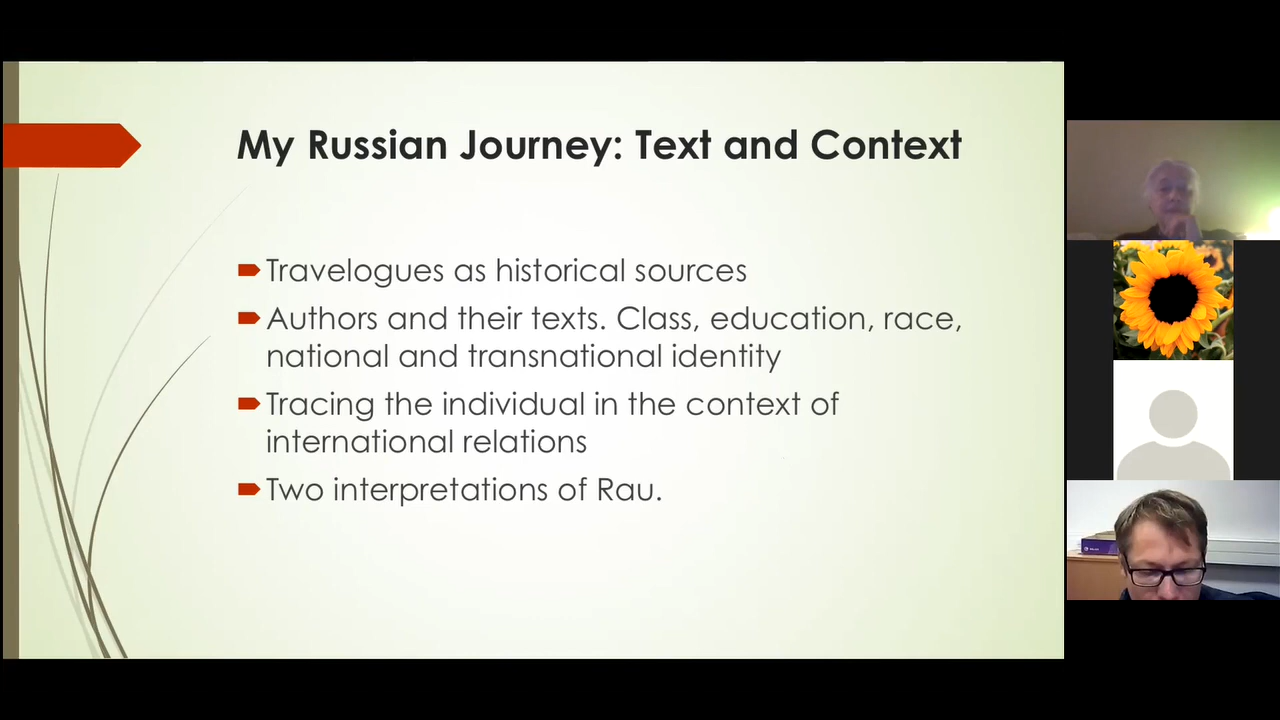 My Russian Journey: Text and Context
Travelogues as historical sources
Authors and their texts. Class, education, race,
national and transnational identity
Tracing the individual in the context of
international relations
Two interpretations of Rau.